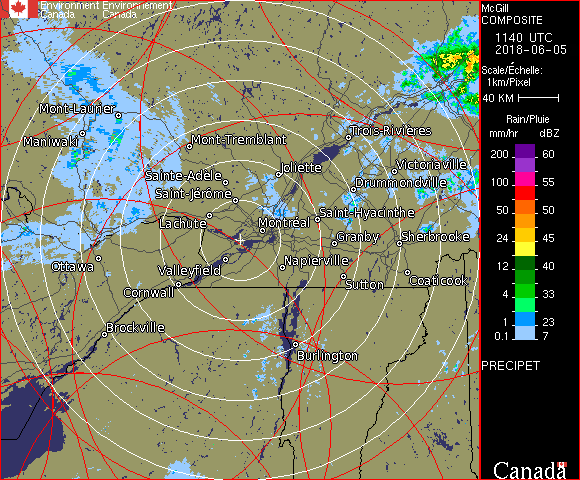 Environment Environnement
Canada Canada
McGill
COMPOSITE
1140 UTC
2018-06-05
Scale/Échelle:
1km/Pixel
40 KM
Rain/Pluie
mm/hr dBZ
200 60
100 55
50 50
24 45
12 40
4 33
1 23
0.1 7
PRECIPET
Canada
Mont-Laurier
Maniwaki
Mont-Tremblant
Trois-Rivières
Sainte-Adèle
Joliette
Victoriaville
Saint-Jérôme
Drummondville
Lachute
Montréal
Saint-Hyacinthe
Granby
Sherbrooke
Ottawa
Valleyfield
Napierville
Cornwall
Sutton
Coaticook
Brockville
Burlington